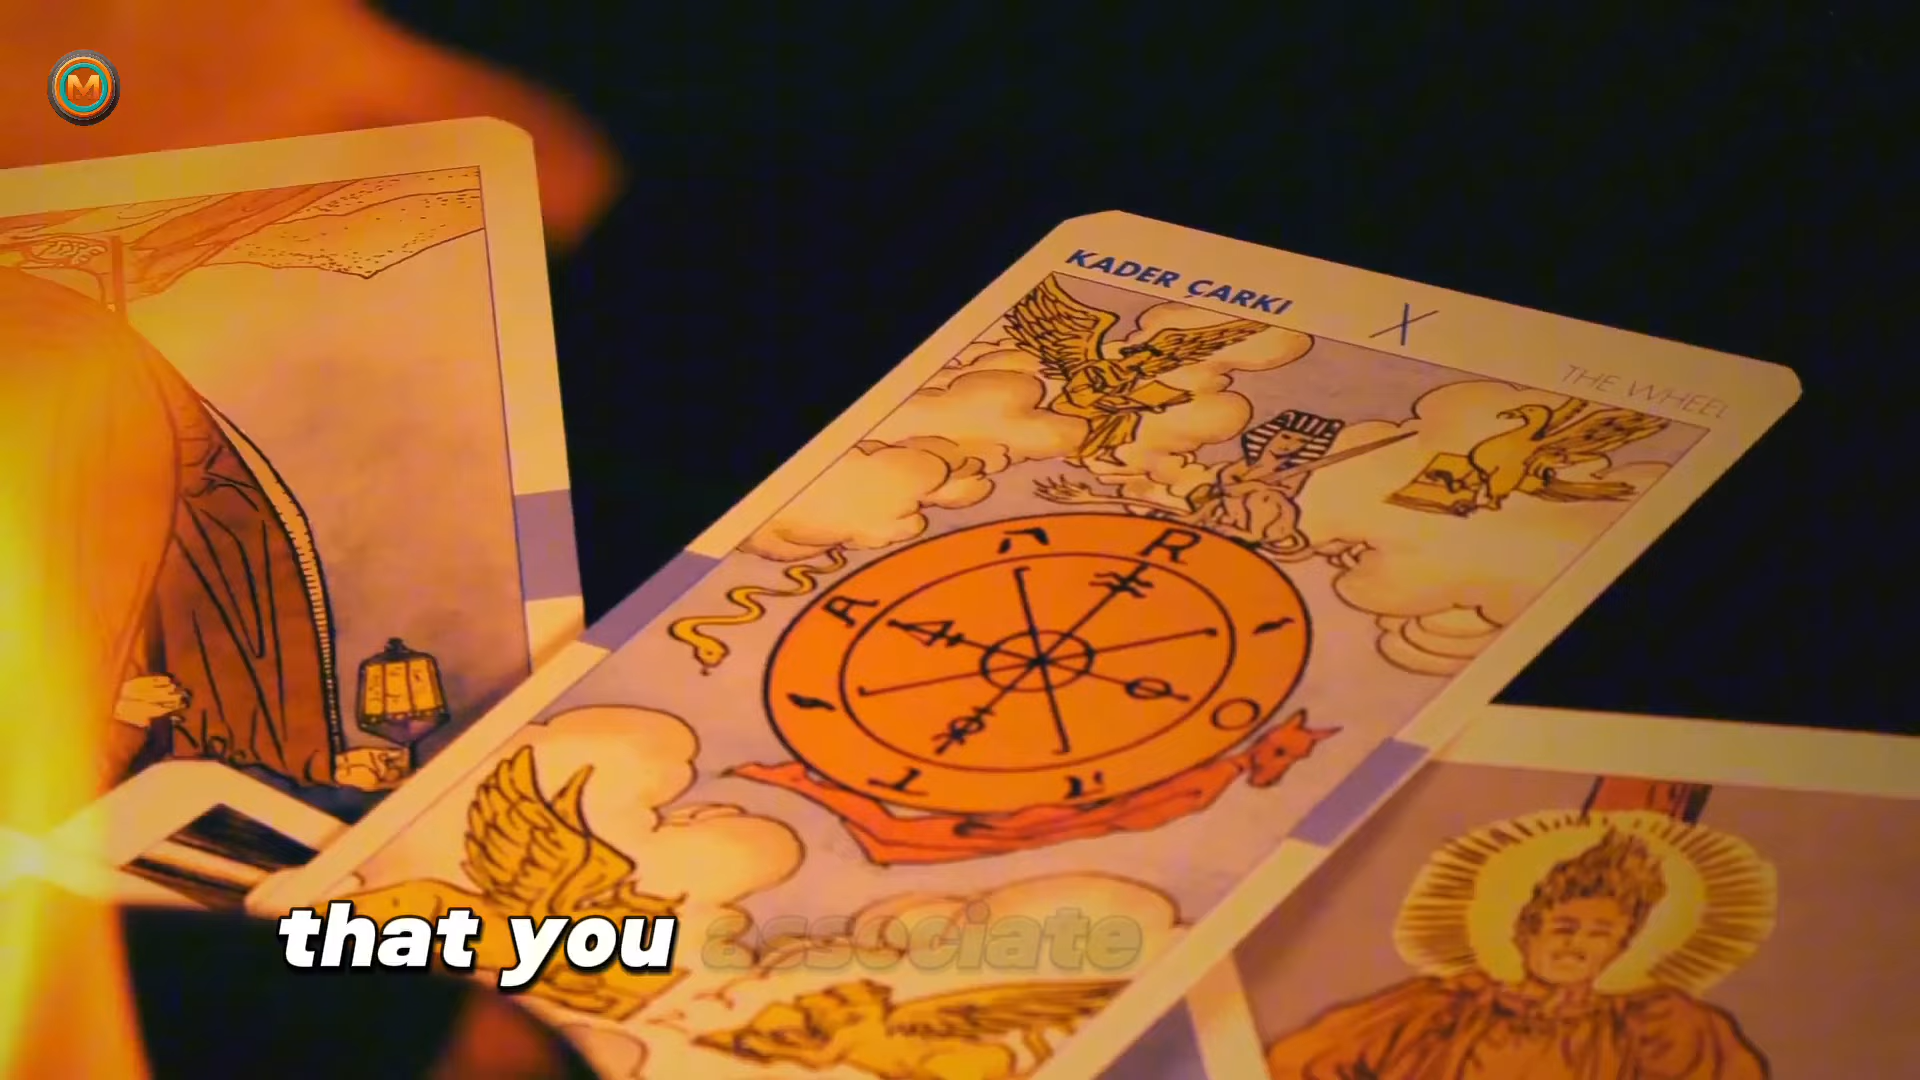 M
KADER ÇARKI
X
THE WHEEL
A R O T
that you associate